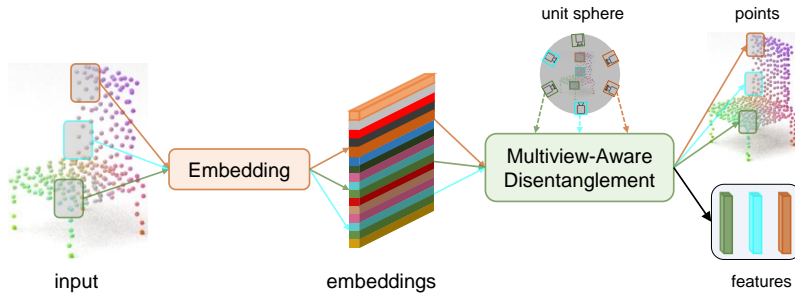 unit sphere
points
Embedding
Multiview-Aware
Disentanglement
input
embeddings
features